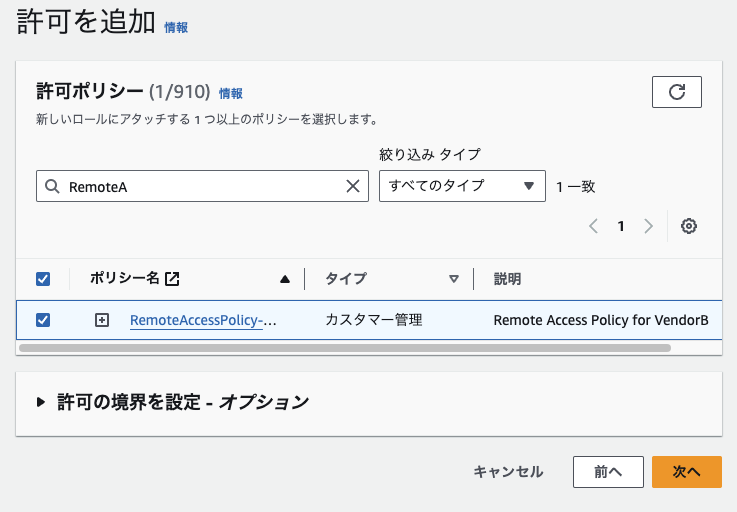 許可を追加 情報
許可ポリシー (1/910) 情報
新しいロールにアタッチする 1 つ以上のポリシーを選択します。
絞り込み タイプ
RemoteA
すべてのタイプ
1 一致
1
ポリシー名
タイプ
説明
RemoteAccessPolicy-...
カスタマー管理
Remote Access Policy for VendorB
許可の境界を設定 - オプション
キャンセル
前へ
次へ